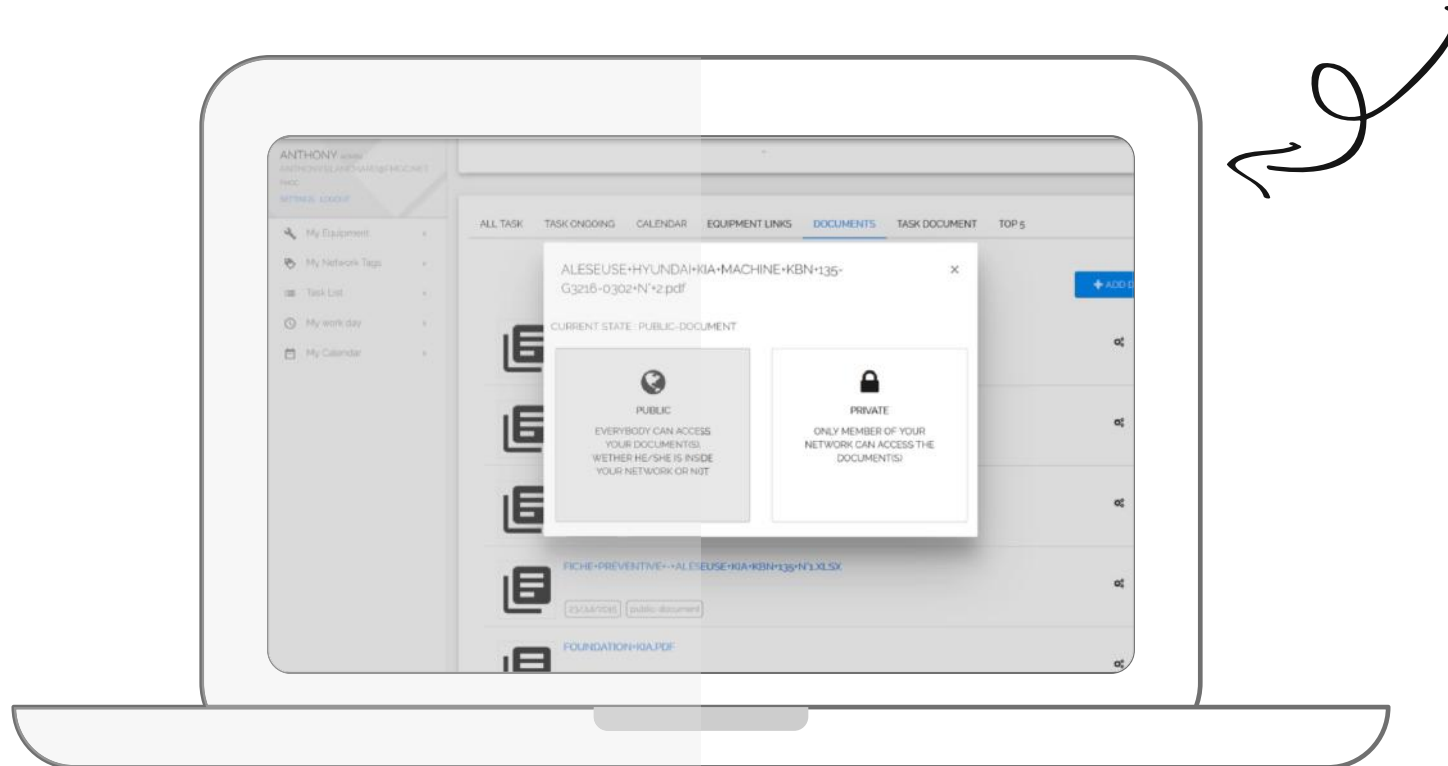 ANTHONY ADMIN
FMGC
SETTINGS LOGOUT
My Equipment
My Network Tags
Task List
My work day
My Calendar
ALL TASK TASK ONGOING CALENDAR EQUIPMENT LINKS DOCUMENTS TASK DOCUMENT TOP 5
+ ADD D
ALESEUSE+HYUNDAI+KIA+MACHINE+KBN+135-
G3216-0302+N°+2.pdf
×
CURRENT STATE : PUBLIC-DOCUMENT
PUBLIC
EVERYBODY CAN ACCESS
YOUR DOCUMENT(S),
WETHER HE/SHE IS INSIDE
YOUR NETWORK OR NOT
PRIVATE
ONLY MEMBER OF YOUR
NETWORK CAN ACCESS THE
DOCUMENT(S)
FICHE+PREVENTIVE+-+ALESEUSE+KIA+KBN+135+N°1.XLSX
public-document
FOUNDATION+KIA.PDF